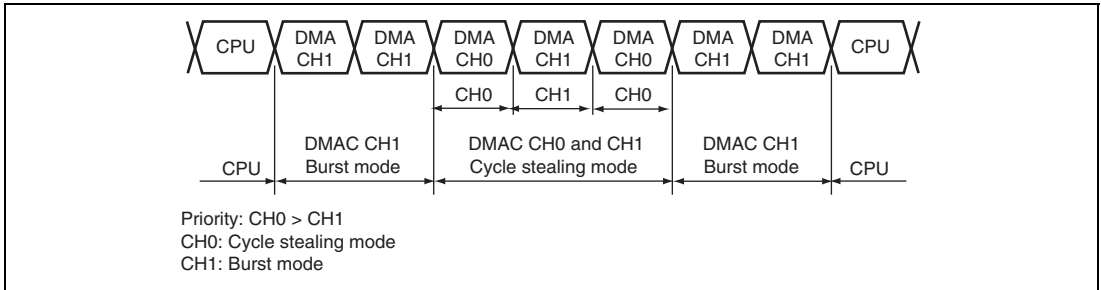 CPU DMA DMA DMA DMA DMA DMA DMA CPU
CH1 CH1 CH0 CH1 CH0 CH1 CH1
CH0 CH1 CH0
DMAC CH1 DMAC CH0 and CH1 DMAC CH1
CPU Burst mode Cycle stealing mode Burst mode CPU
Priority: CH0 > CH1
CH0: Cycle stealing mode
CH1: Burst mode